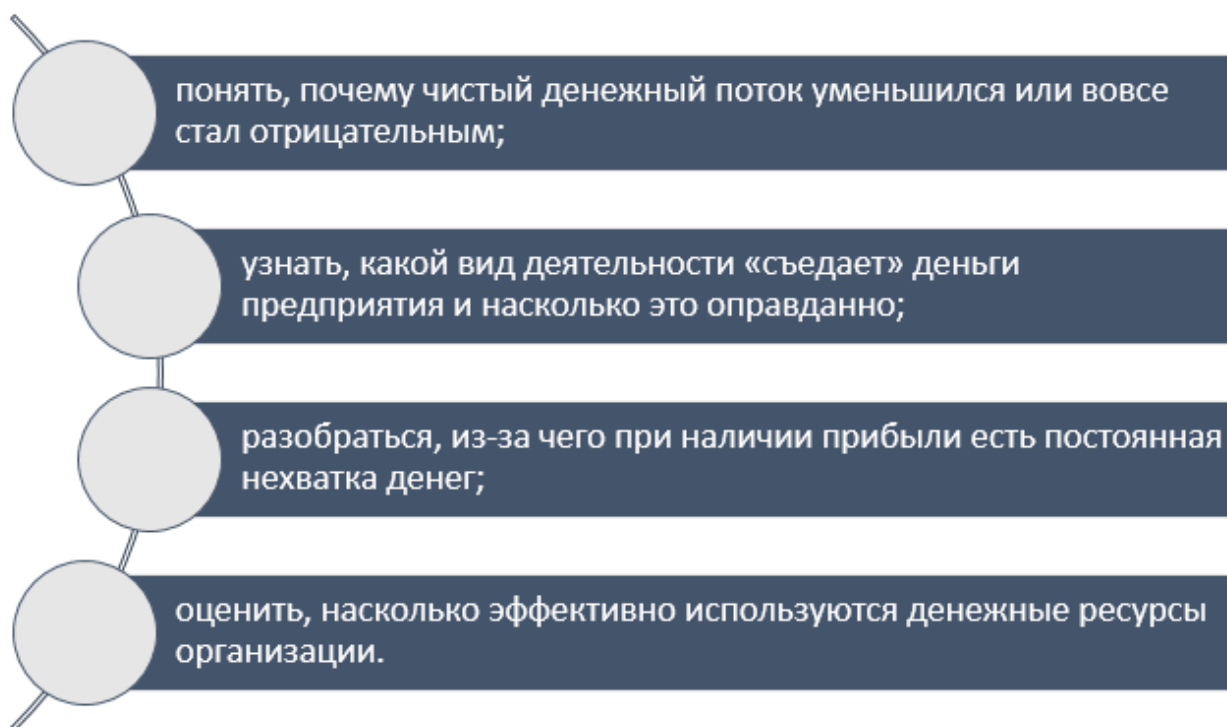 понять, почему чистый денежный поток уменьшился или вовсе
стал отрицательным;
узнать, какой вид деятельности «съедает» деньги
предприятия и насколько это оправданно;
разобраться, из-за чего при наличии прибыли есть постоянная
нехватка денег;
оценить, насколько эффективно используются денежные ресурсы
организации.